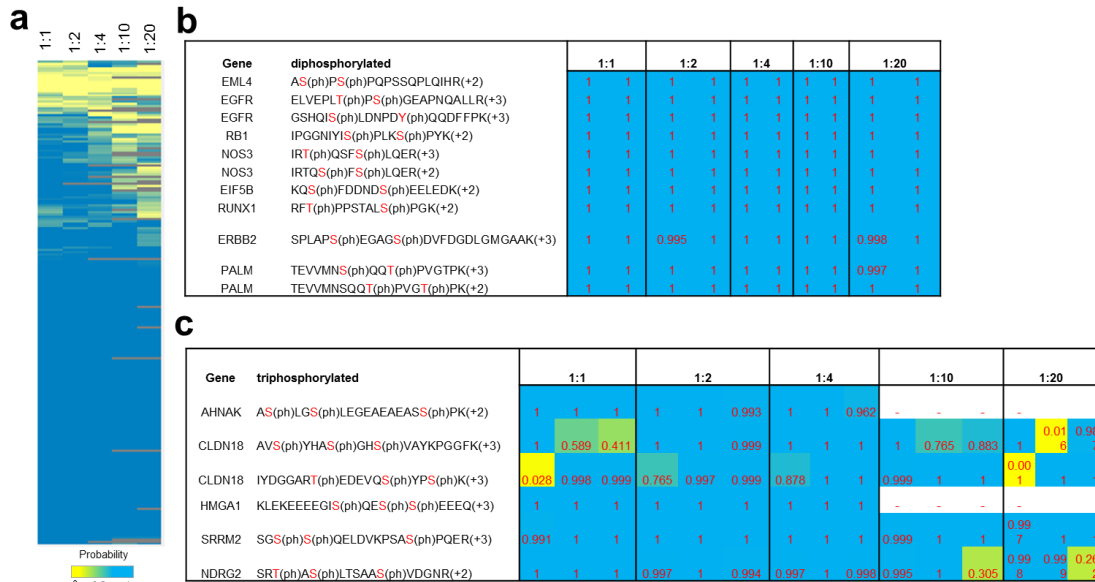 a
1:1 1:2 1:4 1:10 1:20
Probability
b
Gene diphosphorylated 1:1 1:2 1:4 1:10 1:20
EML4 AS(ph)PS(ph)PQPSSQPLQIHR(+2) 1 1 1 1 1 1 1 1 1 1
EGFR ELVEPLT(ph)PS(ph)GEAPNQALLR(+3) 1 1 1 1 1 1 1 1 1 1
EGFR GSHQIS(ph)LDNPDY(ph)QQDFFPK(+3) 1 1 1 1 1 1 1 1 1 1
RB1 IPGGNIYIS(ph)PLKS(ph)PYK(+2) 1 1 1 1 1 1 1 1 1 1
NOS3 IRT(ph)QSFS(ph)LQER(+3) 1 1 1 1 1 1 1 1 1 1
NOS3 IRTQS(ph)FS(ph)LQER(+2) 1 1 1 1 1 1 1 1 1 1
EIF5B KQS(ph)FDDNDS(ph)EELEDK(+2) 1 1 1 1 1 1 1 1 1 1
RUNX1 RFT(ph)PPSTALS(ph)PGK(+2) 1 1 1 1 1 1 1 1 1 1
ERBB2 SPLAPS(ph)EGAGS(ph)DVFDGDLGMGAAK(+3) 1 1 0.995 1 1 1 1 1 0.998 1
PALM TEVVMNS(ph)QQT(ph)PVGTPK(+3) 1 1 1 1 1 1 1 1 0.997 1
PALM TEVVMNSQQT(ph)PVGT(ph)PK(+2) 1 1 1 1 1 1 1 1 1 1
c
Gene triphosphorylated 1:1 1:2 1:4 1:10 1:20
AHNAK AS(ph)LGS(ph)LEGEAEAEASS(ph)PK(+2) 1 1 1 1 1 0.993 1 1 0.962 - - - -
CLDN18 AVS(ph)YHAS(ph)GHS(ph)VAYKPGGFK(+3) 1 0.589 0.411 1 1 0.999 1 1 1 1 0.765 0.883 1 0.016
CLDN18 IYDGGART(ph)EDEVQS(ph)YPS(ph)K(+3) 0.028 0.998 0.999 0.765 0.997 0.999 0.878 1 1 0.999 1 1 0.001 1 1
HMGA1 KLEKEEEEGIS(ph)QES(ph)S(ph)EEEQ(+3) 1 1 1 1 1 1 1 1 1 - - - -
SRRM2 SGS(ph)S(ph)QELDVKPSAS(ph)PQER(+3) 0.991 1 1 1 1 1 1 1 1 0.999 1 1 0.997 1 1
NDRG2 SRT(ph)AS(ph)LTSAAS(ph)VDGNR(+2) 1 1 1 0.997 1 0.994 0.997 1 0.998 0.995 1 0.305 0.998 0.999